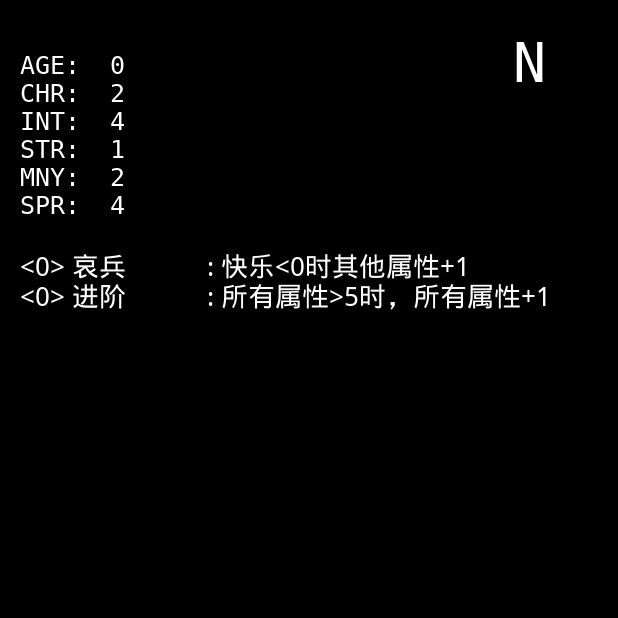 N
AGE: 0
CHR: 2
INT: 4
STR: 1
MNY: 2
SPR: 4
<0> 哀兵 : 快乐<0时其他属性+1
<0> 进阶 : 所有属性>5时，所有属性+1